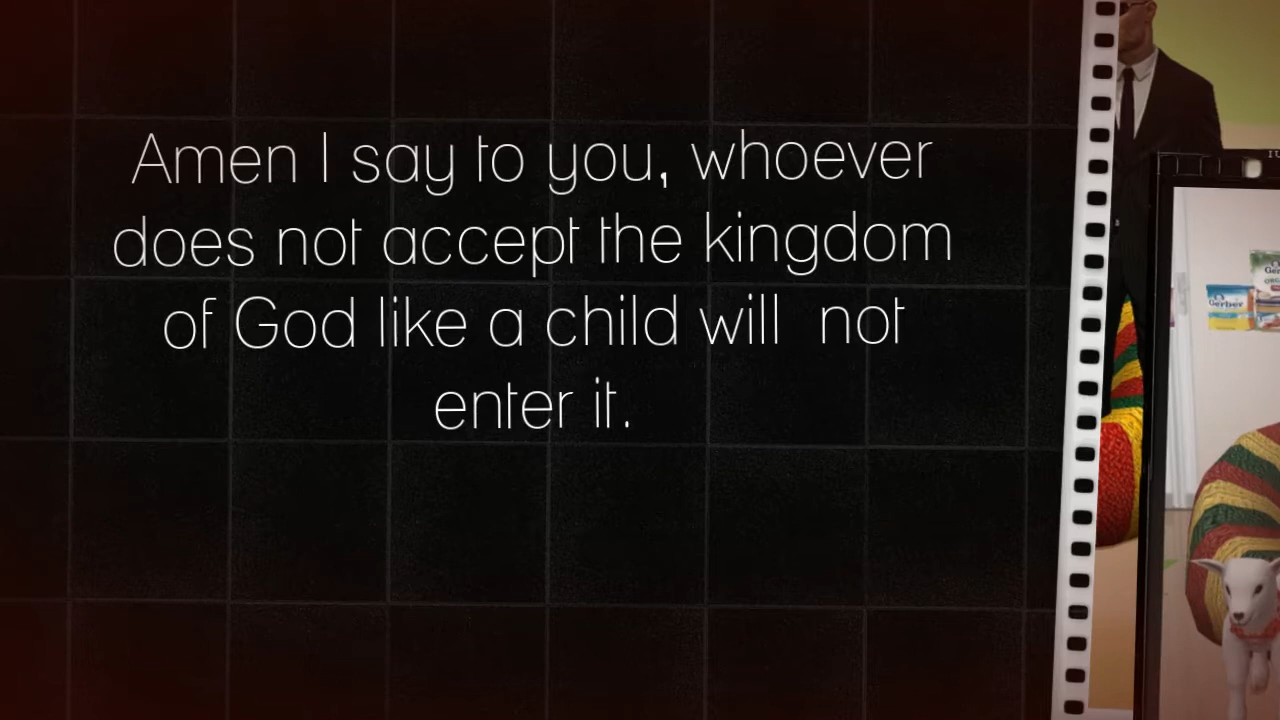 Amen I say to you, whoever
does not accept the kingdom
of God like a child will  not
enter it.
Gerber